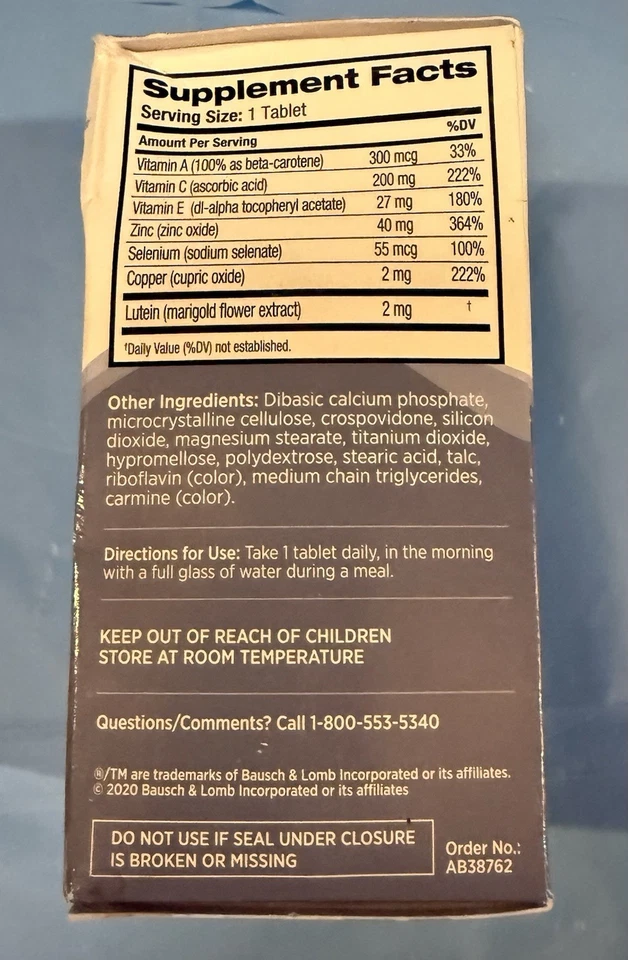 Supplement Facts
Serving Size: 1 Tablet
Amount Per Serving %DV
Vitamin A (100% as beta-carotene) 300 mcg 33%
Vitamin C (ascorbic acid) 200 mg 222%
Vitamin E (dl-alpha tocopheryl acetate) 27 mg 180%
Zinc (zinc oxide) 40 mg 364%
Selenium (sodium selenate) 55 mcg 100%
Copper (cupric oxide) 2 mg 222%
Lutein (marigold flower extract) 2 mg †
†Daily Value (%DV) not established.
Other Ingredients: Dibasic calcium phosphate,
microcrystalline cellulose, crospovidone, silicon
dioxide, magnesium stearate, titanium dioxide,
hypromellose, polydextrose, stearic acid, talc,
riboflavin (color), medium chain triglycerides,
carmine (color).
Directions for Use: Take 1 tablet daily, in the morning
with a full glass of water during a meal.
KEEP OUT OF REACH OF CHILDREN
STORE AT ROOM TEMPERATURE
Questions/Comments? Call 1-800-553-5340
®/TM are trademarks of Bausch & Lomb Incorporated or its affiliates.
© 2020 Bausch & Lomb Incorporated or its affiliates
DO NOT USE IF SEAL UNDER CLOSURE
IS BROKEN OR MISSING
Order No.:
AB38762